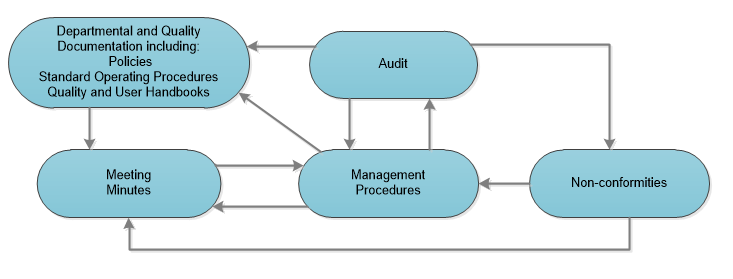 Departmental and Quality
Documentation including:
Policies
Standard Operating Procedures
Quality and User Handbooks
Audit
Meeting
Minutes
Management
Procedures
Non-conformities